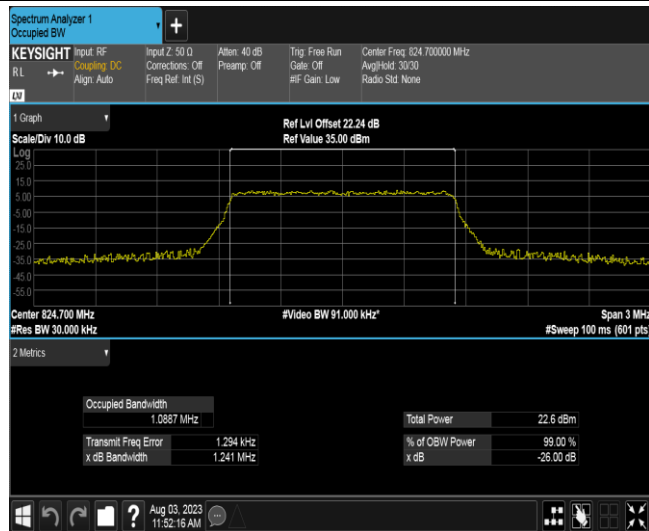 Spectrum Analyzer 1
Occupied BW
+
KEYSIGHT
RL
LXI
Input: RF
Coupling: DC
Align: Auto
Input Z: 50 Ω
Corrections: Off
Freq Ref: Int (S)
Atten: 40 dB
Preamp: Off
Trig: Free Run
Gate: Off
#IF Gain: Low
Center Freq: 824.700000 MHz
Avg|Hold: 30/30
Radio Std: None
1 Graph
Scale/Div 10.0 dB
Ref Lvl Offset 22.24 dB
Ref Value 35.00 dBm
Log
25.0
15.0
5.00
-5.00
-15.0
-25.0
-35.0
-45.0
-55.0
Center 824.700 MHz
#Video BW 91.000 kHz*
Span 3 MHz
#Res BW 30.000 kHz
#Sweep 100 ms (601 pts)
2 Metrics
Occupied Bandwidth
1.0887 MHz
Total Power 22.6 dBm
Transmit Freq Error 1.294 kHz
% of OBW Power 99.00 %
x dB Bandwidth 1.241 MHz
x dB -26.00 dB
?
Aug 03, 2023
11:52:16 AM